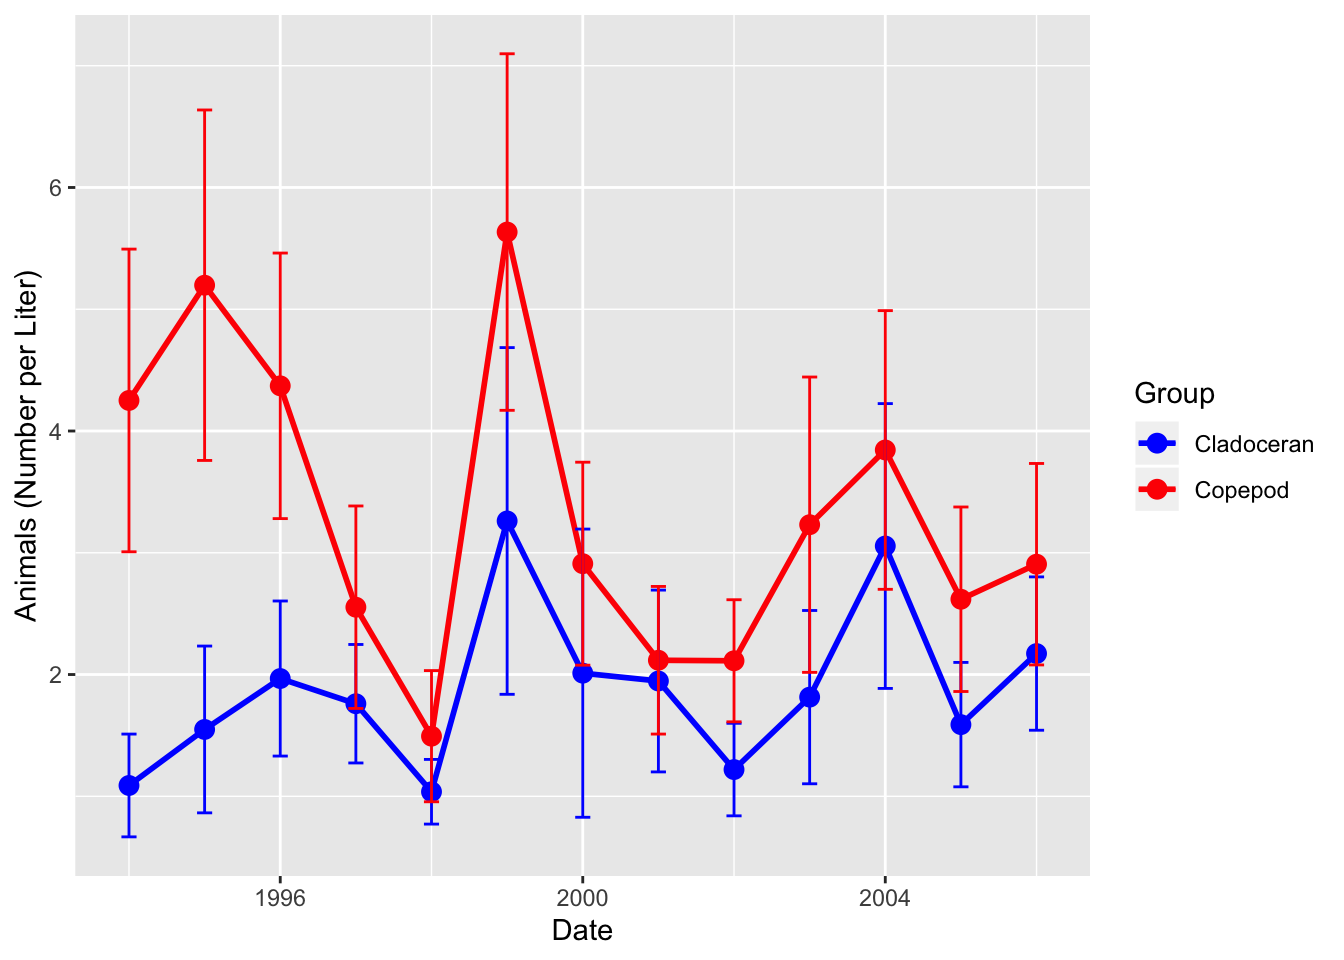 Animals (Number per Liter)
6
4
2
1996
2000
2004
Date
Group
Cladoceran
Copepod